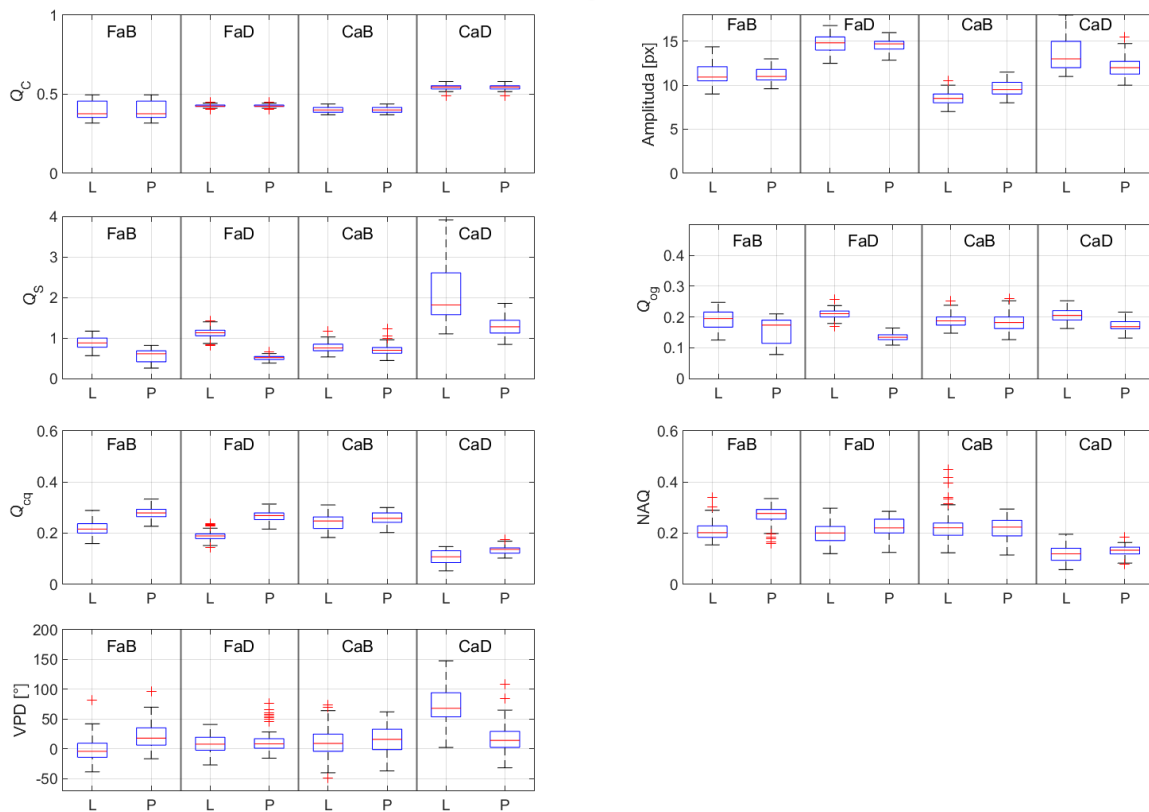 1
0.5
0
Q_C
FaB FaD CaB CaD
L P L P L P L P
15
10
5
0
Amplituda [px]
FaB FaD CaB CaD
L P L P L P L P
4
3
2
1
0
Q_S
FaB FaD CaB CaD
L P L P L P L P
0.4
0.3
0.2
0.1
0
Q_og
FaB FaD CaB CaD
L P L P L P L P
0.6
0.4
0.2
0
Q_cq
FaB FaD CaB CaD
L P L P L P L P
0.6
0.4
0.2
0
NAQ
FaB FaD CaB CaD
L P L P L P L P
200
150
100
50
0
-50
VPD [°]
FaB FaD CaB CaD
L P L P L P L P